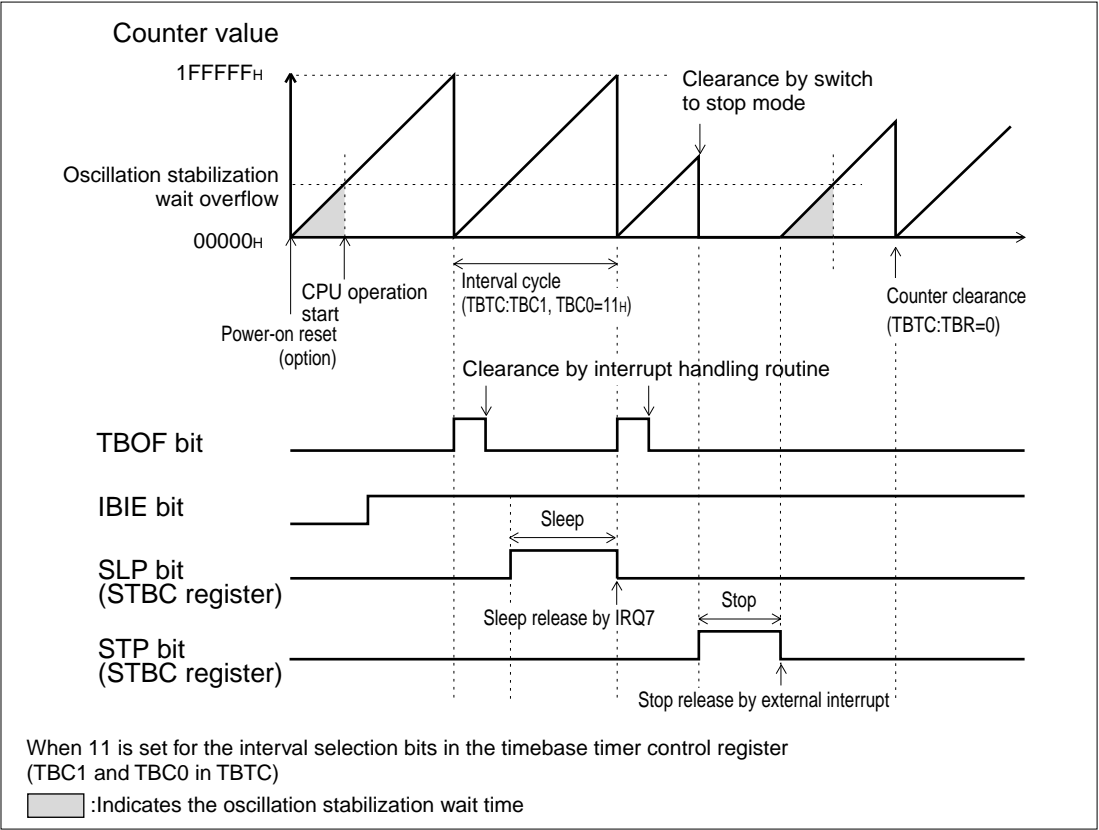 Counter value
1FFFFFH
Clearance by switch
to stop mode
Oscillation stabilization
wait overflow
00000H
CPU operation
start
Power-on reset
(option)
Interval cycle
(TBTC:TBC1, TBC0=11H)
Counter clearance
(TBTC:TBR=0)
Clearance by interrupt handling routine
TBOF bit
IBIE bit
Sleep
SLP bit
(STBC register)
Sleep release by IRQ7
Stop
STP bit
(STBC register)
Stop release by external interrupt
When 11 is set for the interval selection bits in the timebase timer control register
(TBC1 and TBC0 in TBTC)
:Indicates the oscillation stabilization wait time